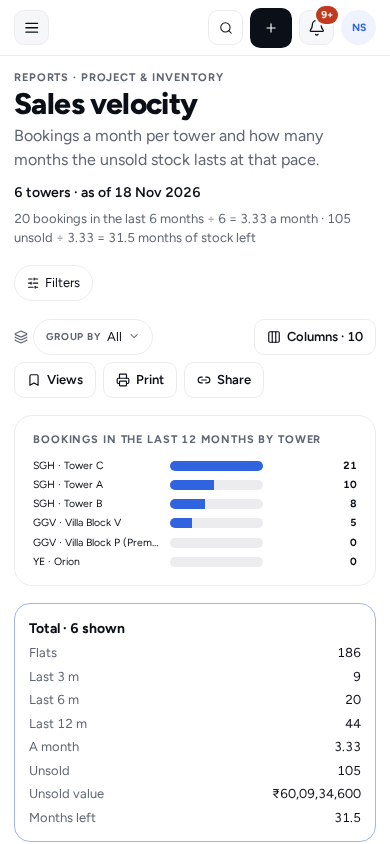 9+
NS
REPORTS · PROJECT & INVENTORY
Sales velocity
Bookings a month per tower and how many
months the unsold stock lasts at that pace.
6 towers · as of 18 Nov 2026
20 bookings in the last 6 months ÷ 6 = 3.33 a month · 105
unsold ÷ 3.33 = 31.5 months of stock left
Filters
GROUP BY All
Columns · 10
Views
Print
Share
BOOKINGS IN THE LAST 12 MONTHS BY TOWER
SGH · Tower C 21
SGH · Tower A 10
SGH · Tower B 8
GGV · Villa Block V 5
GGV · Villa Block P (Prem... 0
YE · Orion 0
Total · 6 shown
Flats 186
Last 3 m 9
Last 6 m 20
Last 12 m 44
A month 3.33
Unsold 105
Unsold value ₹60,09,34,600
Months left 31.5